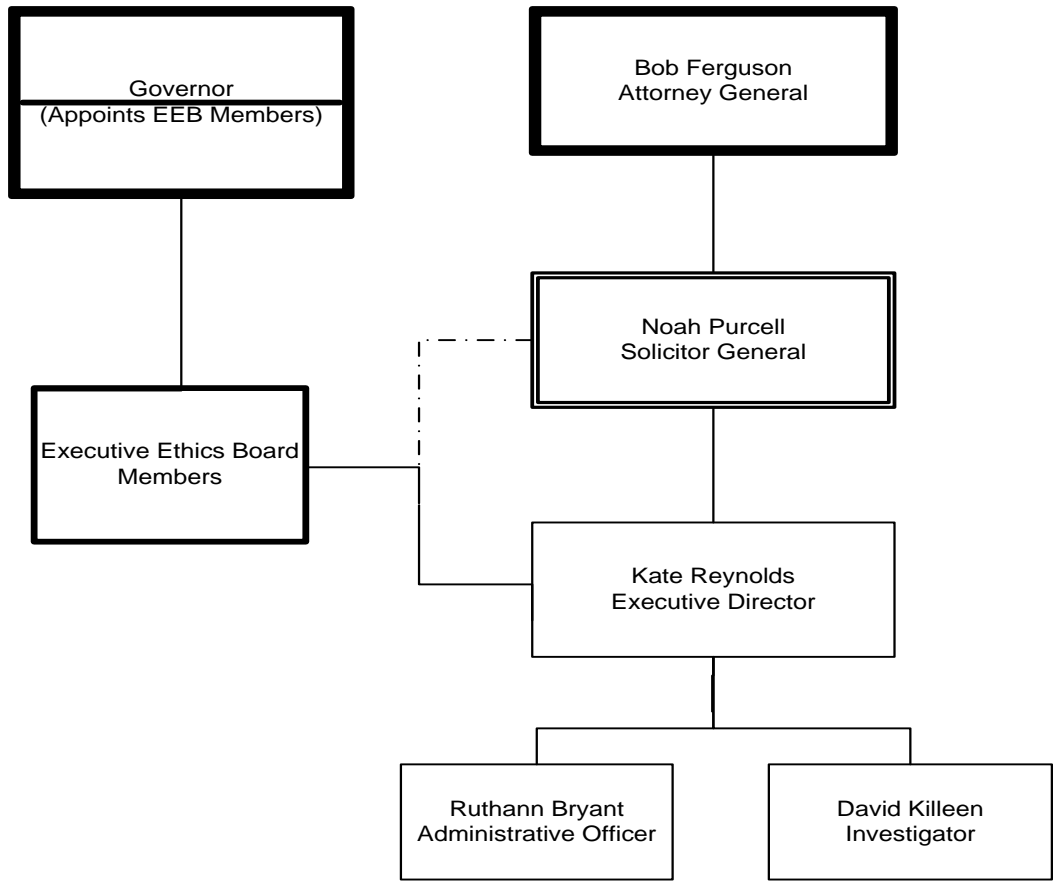 Governor
(Appoints EEB Members)
Bob Ferguson
Attorney General
Noah Purcell
Solicitor General
Executive Ethics Board
Members
Kate Reynolds
Executive Director
Ruthann Bryant
Administrative Officer
David Killeen
Investigator